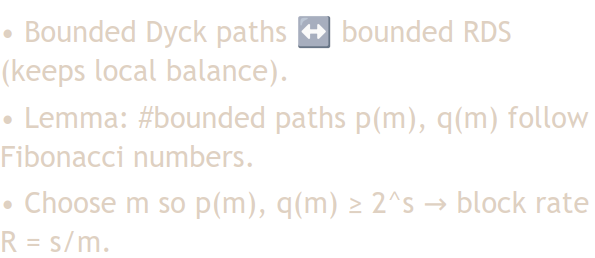 • Bounded Dyck paths ↔️ bounded RDS
(keeps local balance).
• Lemma: #bounded paths p(m), q(m) follow
Fibonacci numbers.
• Choose m so p(m), q(m) ≥ 2^s → block rate
R = s/m.